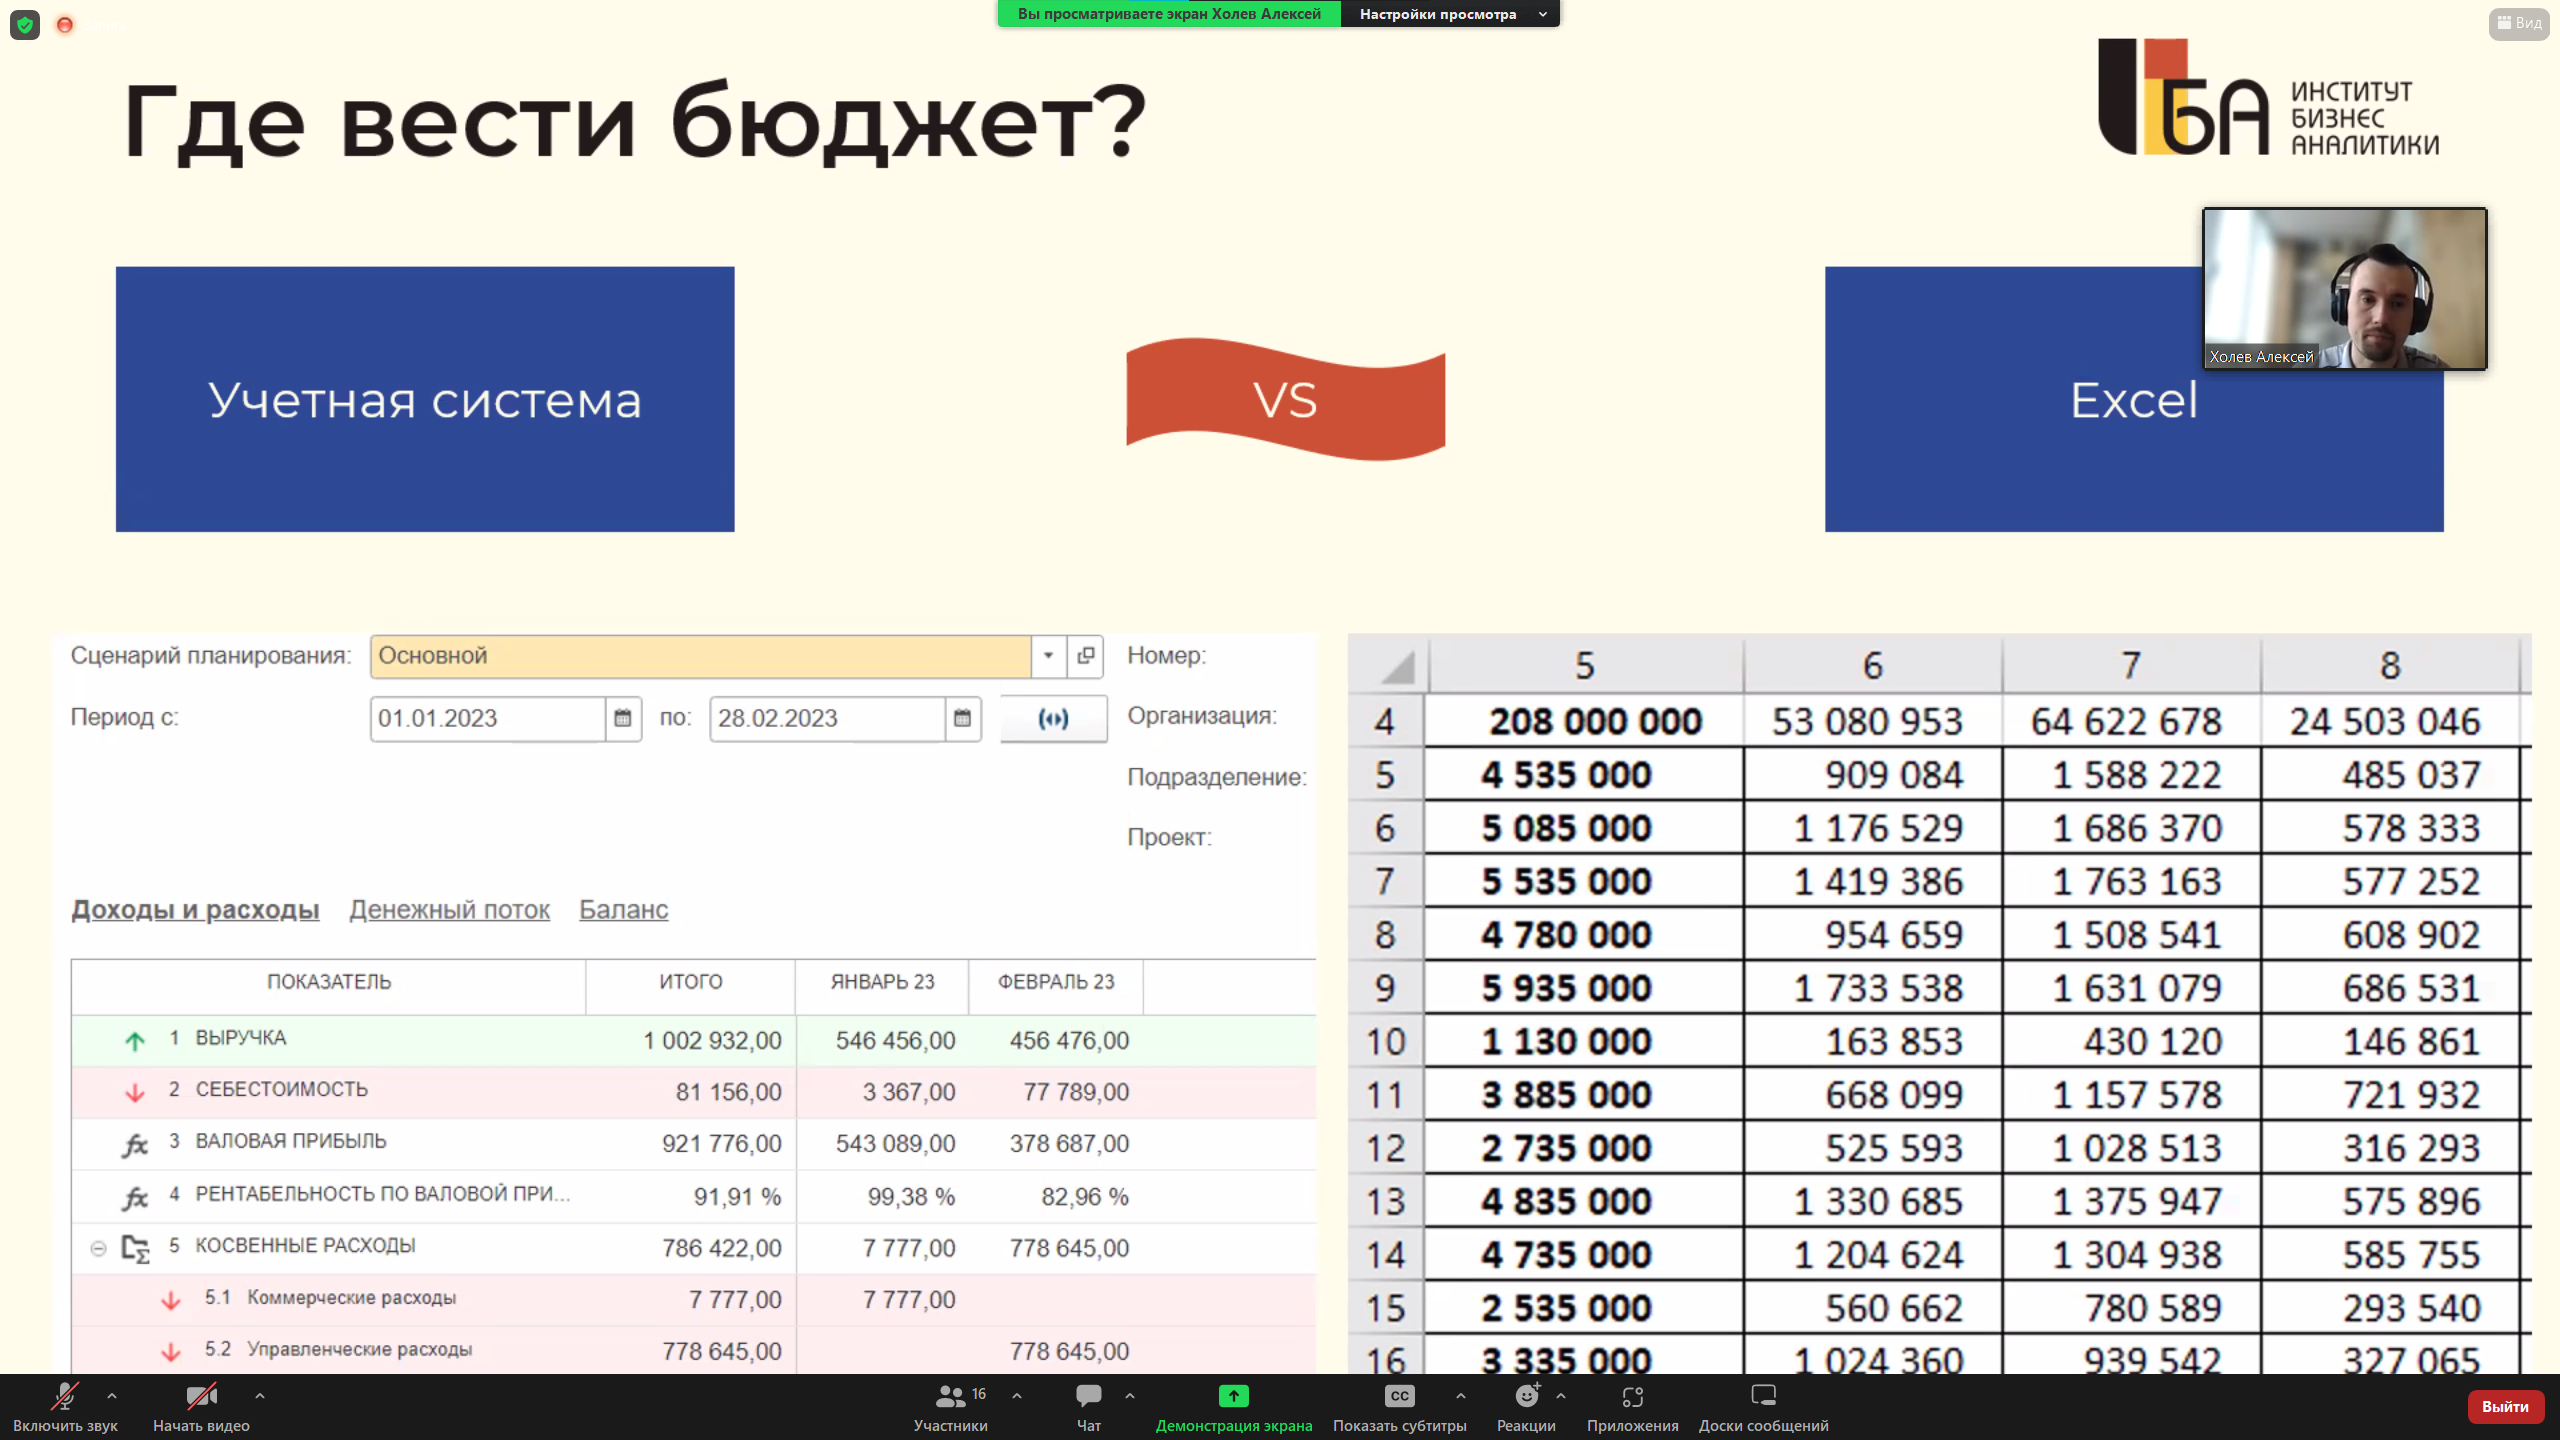 Вы просматриваете экран Холев Алексей
Настройки просмотра
Вид
Где вести бюджет?
ИБА
ИНСТИТУТ
БИЗНЕС
АНАЛИТИКИ
Холев Алексей
Учетная система
VS
Excel
Сценарий планирования: Основной Номер:
Период с: 01.01.2023 по: 28.02.2023 Организация:
Подразделение:
Проект:
Доходы и расходы Денежный поток Баланс
ПОКАЗАТЕЛЬ ИТОГО ЯНВАРЬ 23 ФЕВРАЛЬ 23
1 ВЫРУЧКА 1 002 932,00 546 456,00 456 476,00
2 СЕБЕСТОИМОСТЬ 81 156,00 3 367,00 77 789,00
fx 3 ВАЛОВАЯ ПРИБЫЛЬ 921 776,00 543 089,00 378 687,00
fx 4 РЕНТАБЕЛЬНОСТЬ ПО ВАЛОВОЙ ПРИ... 91,91 % 99,38 % 82,96 %
5 КОСВЕННЫЕ РАСХОДЫ 786 422,00 7 777,00 778 645,00
5.1 Коммерческие расходы 7 777,00 7 777,00
5.2 Управленческие расходы 778 645,00 778 645,00
5 6 7 8
4 208 000 000 53 080 953 64 622 678 24 503 046
5 4 535 000 909 084 1 588 222 485 037
6 5 085 000 1 176 529 1 686 370 578 333
7 5 535 000 1 419 386 1 763 163 577 252
8 4 780 000 954 659 1 508 541 608 902
9 5 935 000 1 733 538 1 631 079 686 531
10 1 130 000 163 853 430 120 146 861
11 3 885 000 668 099 1 157 578 721 932
12 2 735 000 525 593 1 028 513 316 293
13 4 835 000 1 330 685 1 375 947 575 896
14 4 735 000 1 204 624 1 304 938 585 755
15 2 535 000 560 662 780 589 293 540
16 3 335 000 1 024 360 939 542 327 065
16
CC
Включить звук
Начать видео
Участники
Чат
Демонстрация экрана
Показать субтитры
Реакции
Приложения
Доски сообщений
Выйти